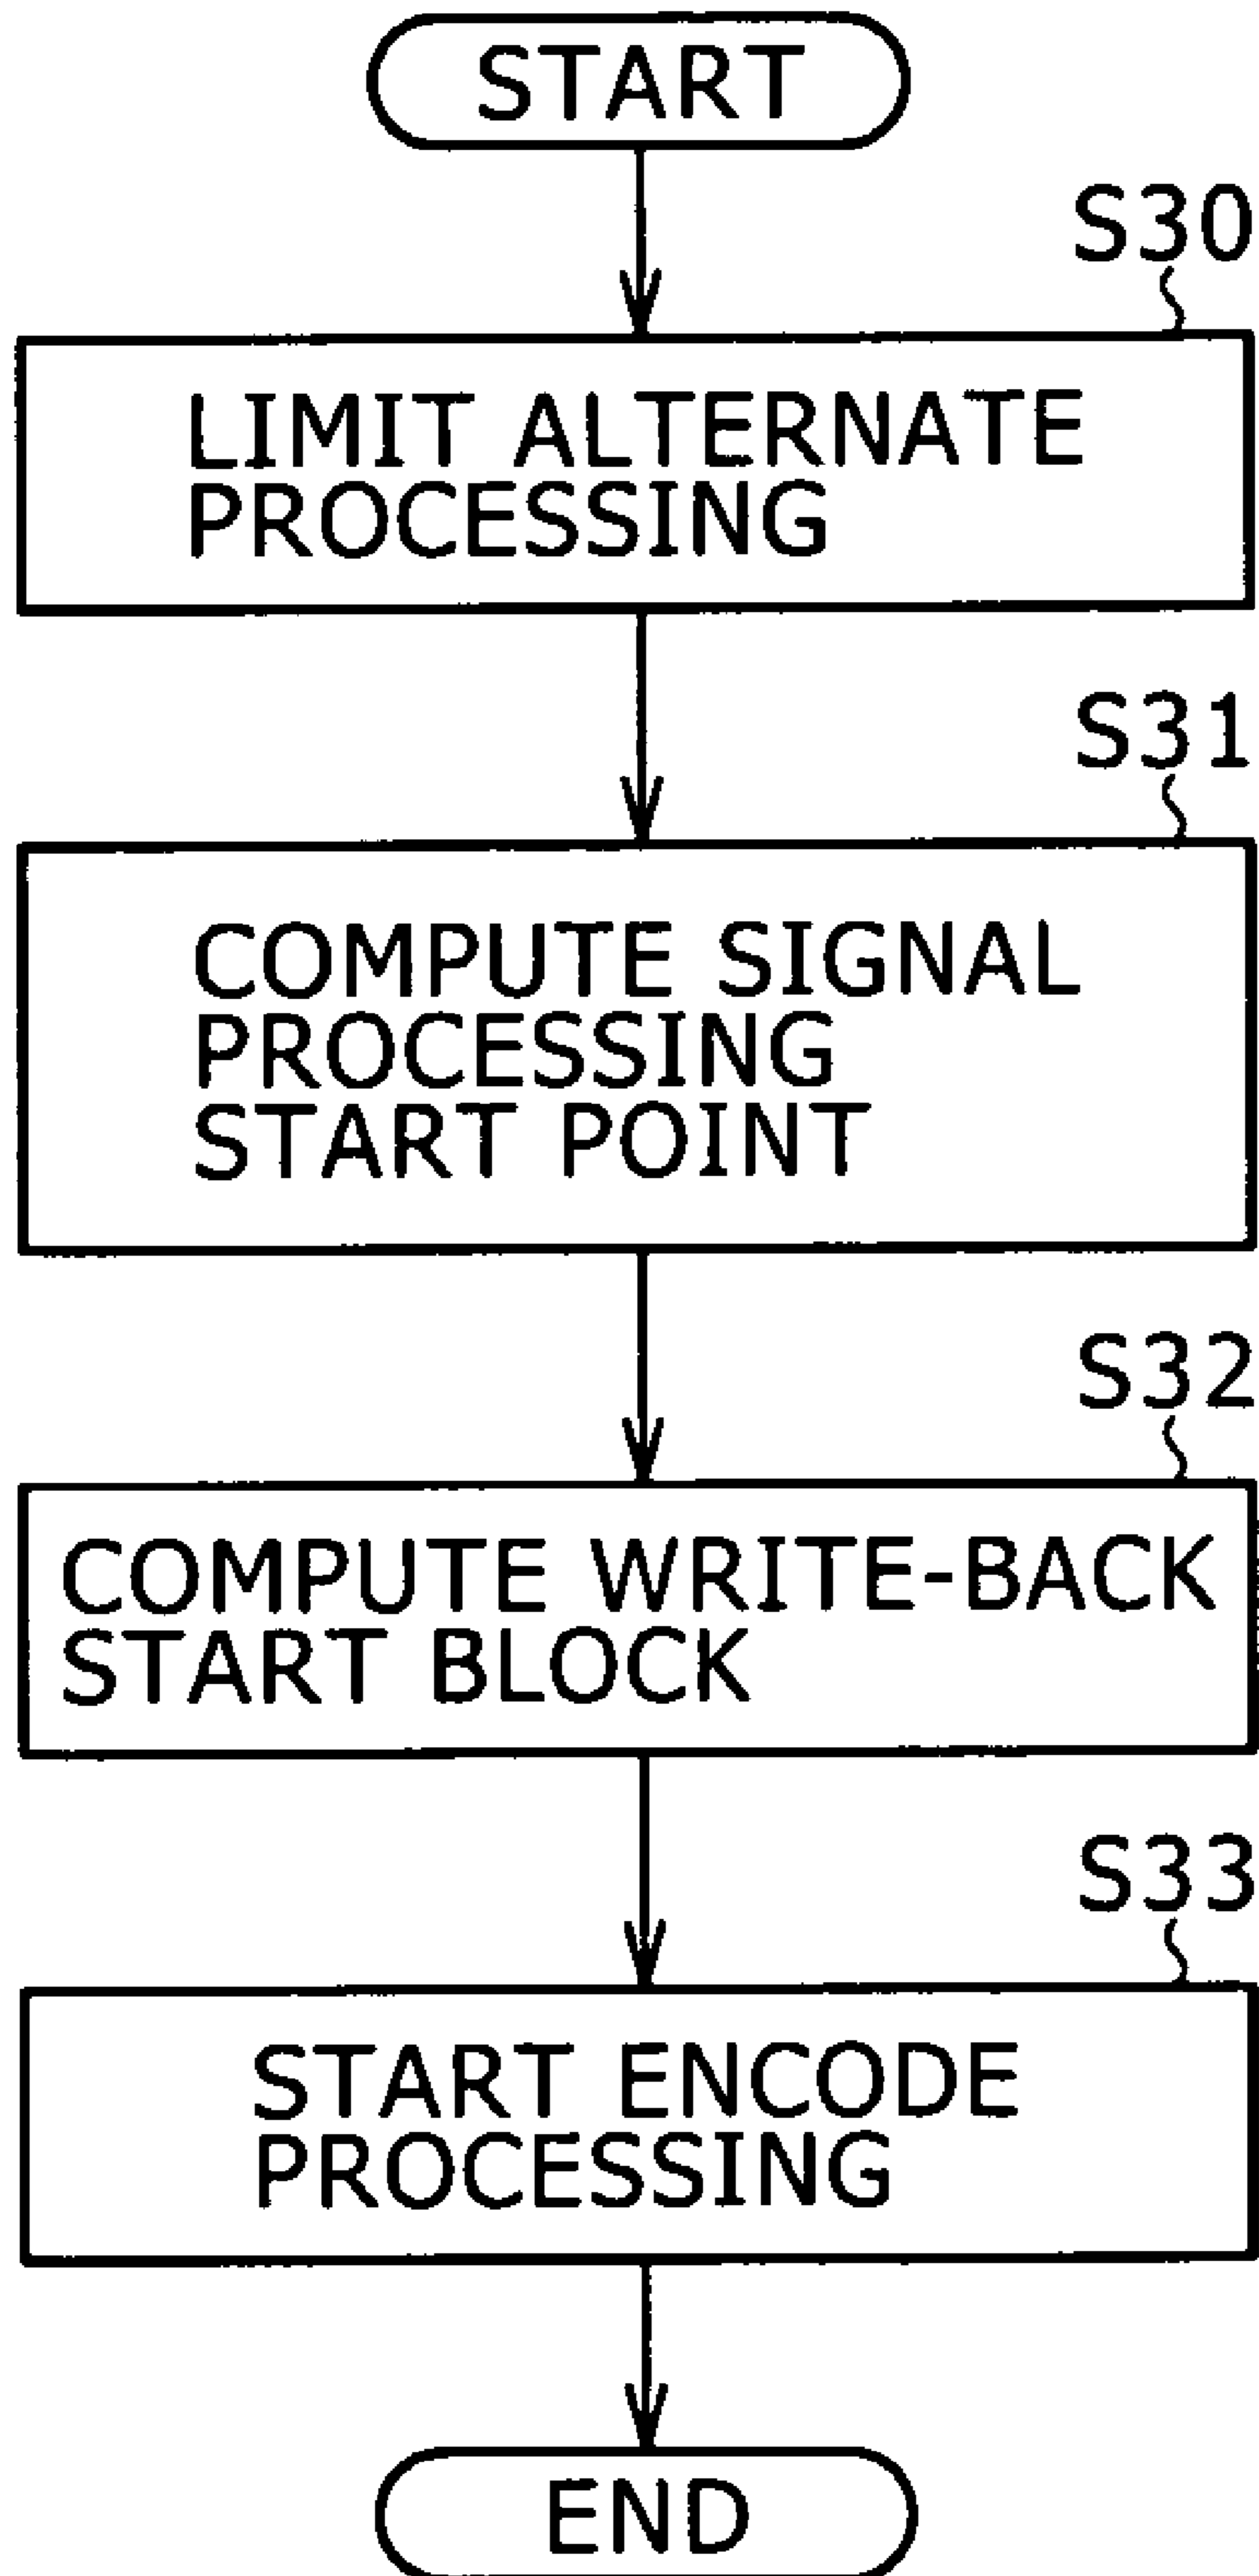 START
S30
LIMIT ALTERNATE
PROCESSING
S31
COMPUTE SIGNAL
PROCESSING
START POINT
S32
COMPUTE WRITE-BACK
START BLOCK
S33
START ENCODE
PROCESSING
END